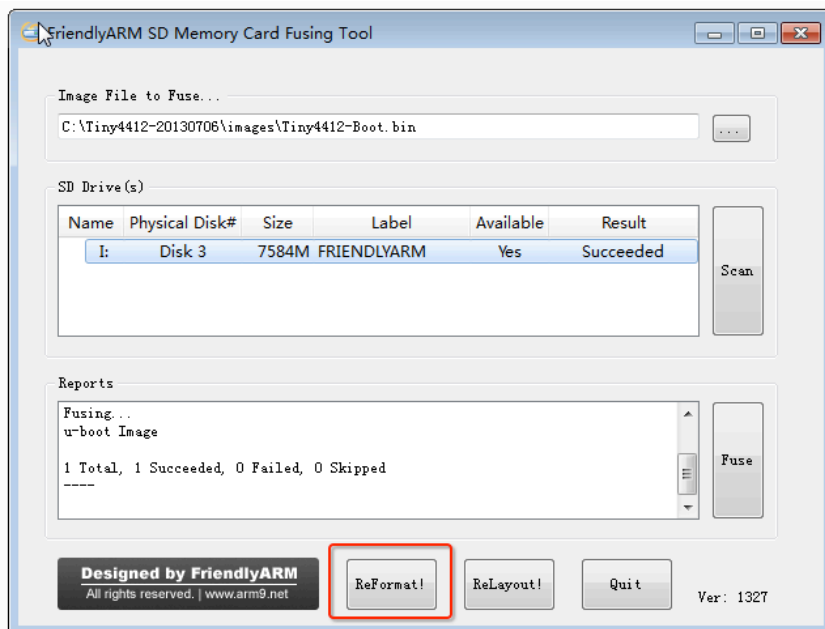 FriendlyARM SD Memory Card Fusing Tool
Image File to Fuse...
C:\Tiny4412-20130706\images\Tiny4412-Boot.bin
...
SD Drive(s)
Name Physical Disk# Size Label Available Result
I: Disk 3 7584M FRIENDLYARM Yes Succeeded
Scan
Reports
Fusing...
u-boot Image
1 Total, 1 Succeeded, 0 Failed, 0 Skipped
----
Fuse
Designed by FriendlyARM
All rights reserved. | www.arm9.net
ReFormat!
ReLayout!
Quit
Ver: 1327